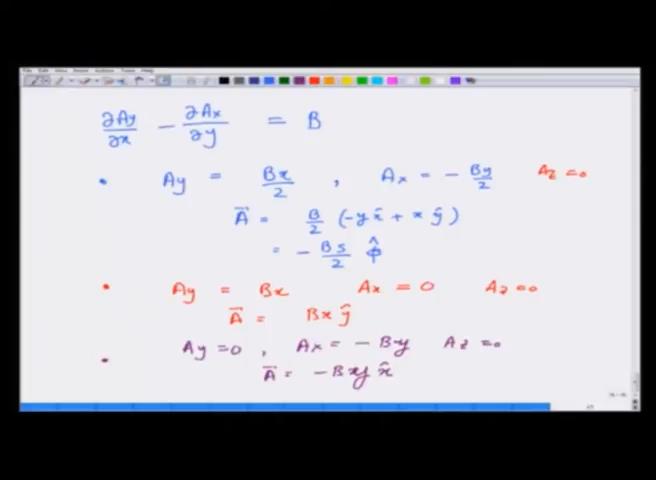 ∂Ay/∂x − ∂Ax/∂y = B
• Ay = Bx/2 , Ax = − By/2 Az = 0
A⃗ = B/2 (−y x̂ + x ŷ)
= − Bs/2 ϕ̂
• Ay = Bx Ax = 0 Az = 0
A⃗ = Bx ŷ
• Ay = 0 , Ax = − By Az = 0
A⃗ = − By x̂